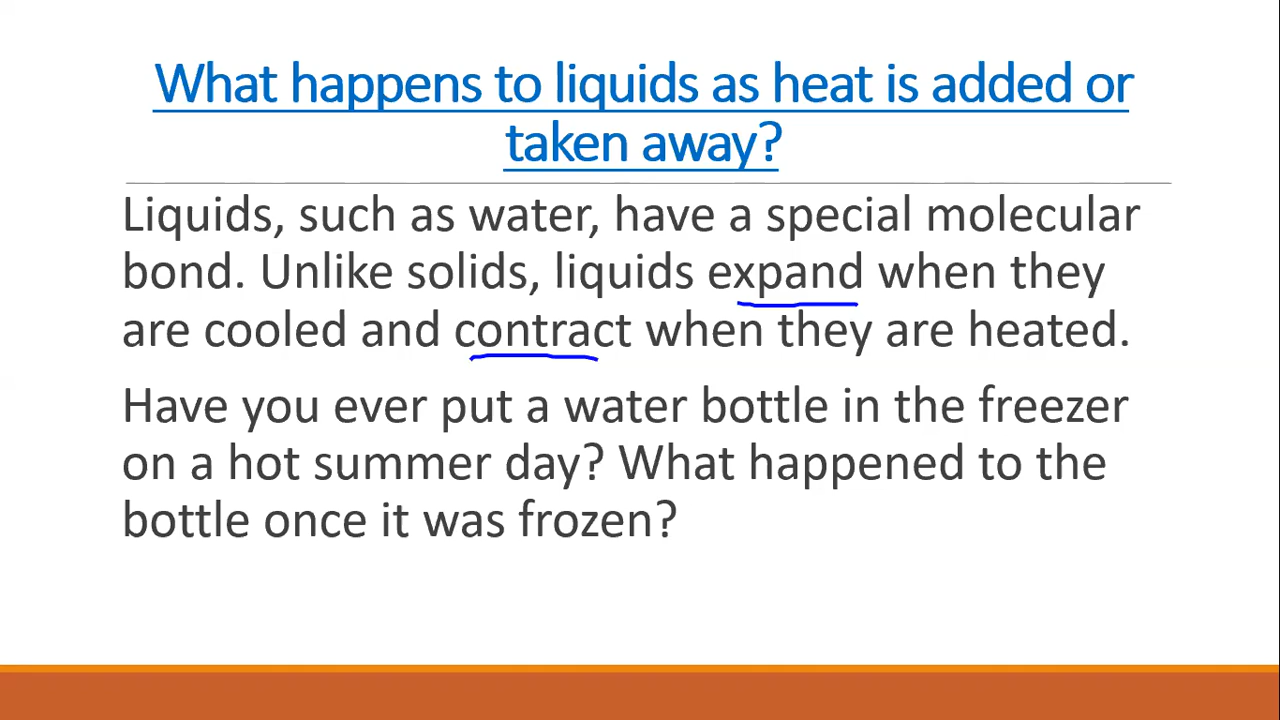 What happens to liquids as heat is added or
taken away?
Liquids, such as water, have a special molecular
bond. Unlike solids, liquids expand when they
are cooled and contract when they are heated.
Have you ever put a water bottle in the freezer
on a hot summer day? What happened to the
bottle once it was frozen?